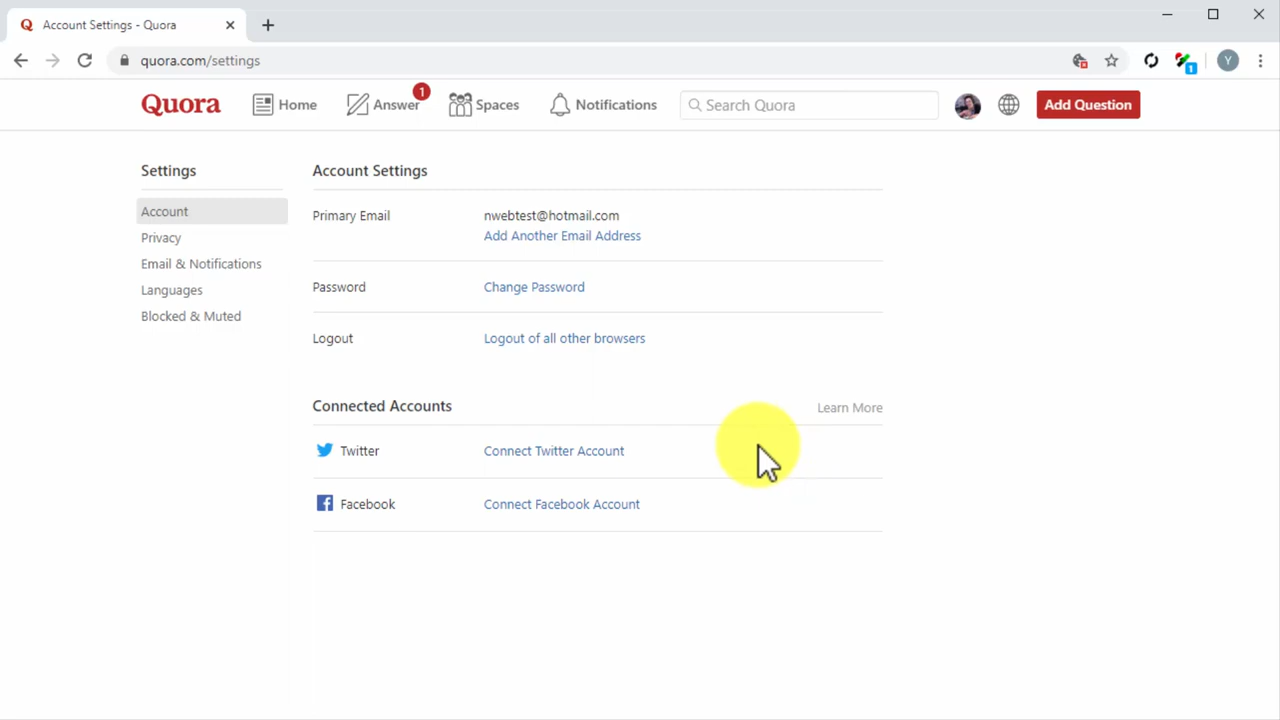 Q Account Settings - Quora
quora.com/settings
1
Y
Quora
Home
Answer
1
Spaces
Notifications
Search Quora
Add Question
Settings
Account
Privacy
Email & Notifications
Languages
Blocked & Muted
Account Settings
Primary Email
nwebtest@hotmail.com
Add Another Email Address
Password
Change Password
Logout
Logout of all other browsers
Connected Accounts
Learn More
Twitter
Connect Twitter Account
Facebook
Connect Facebook Account